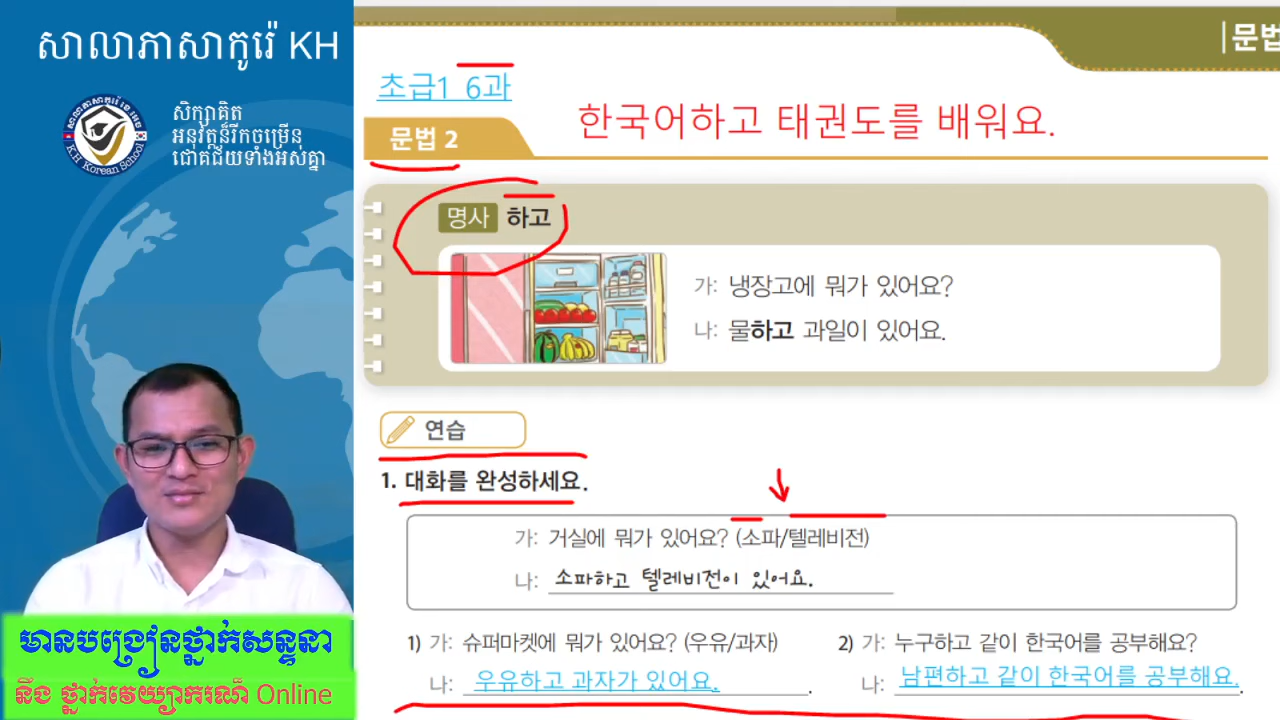 សាលាភាសាកូរ៉េ KH
សិក្សាគិត
អនុវត្តន៍រីកចម្រើន
ជោគជ័យទាំងអស់គ្នា
សាលាភាសាកូរ៉េ ខេ អេច
K.H Korean School
មានបង្រៀនថ្នាក់សន្ទនា
និង ថ្នាក់វេយ្យាករណ៍ Online
문법
초급1 6과
한국어하고 태권도를 배워요.
문법 2
명사 하고
가: 냉장고에 뭐가 있어요?
나: 물하고 과일이 있어요.
연습
1. 대화를 완성하세요.
가: 거실에 뭐가 있어요? (소파/텔레비전)
나: 소파하고 텔레비전이 있어요.
1) 가: 슈퍼마켓에 뭐가 있어요? (우유/과자)
나: 우유하고 과자가 있어요.
2) 가: 누구하고 같이 한국어를 공부해요?
나: 남편하고 같이 한국어를 공부해요.